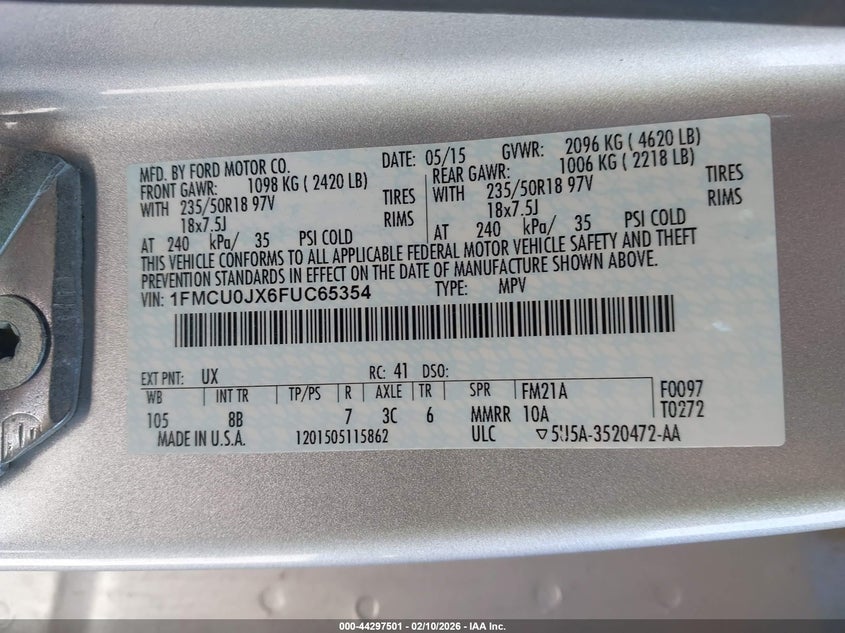 MFD. BY FORD MOTOR CO. DATE: 05/15 GVWR: 2096 KG ( 4620 LB)
FRONT GAWR: 1098 KG ( 2420 LB) REAR GAWR: 1006 KG ( 2218 LB)
WITH 235/50R18 97V TIRES WITH 235/50R18 97V TIRES
18x7.5J RIMS 18x7.5J RIMS
AT 240 kPa/ 35 PSI COLD AT 240 kPa/ 35 PSI COLD
THIS VEHICLE CONFORMS TO ALL APPLICABLE FEDERAL MOTOR VEHICLE SAFETY AND THEFT
PREVENTION STANDARDS IN EFFECT ON THE DATE OF MANUFACTURE SHOWN ABOVE.
VIN: 1FMCU0JX6FUC65354 TYPE: MPV
EXT PNT: UX RC: 41 DSO:
WB INT TR TP/PS R AXLE TR SPR FM21A F0097
105 8B 7 3C 6 MMRR 10A T0272
MADE IN U.S.A. 1201505115862 ULC ▽5U5A-3520472-AA
000-44297501 - 02/10/2026 - IAA Inc.